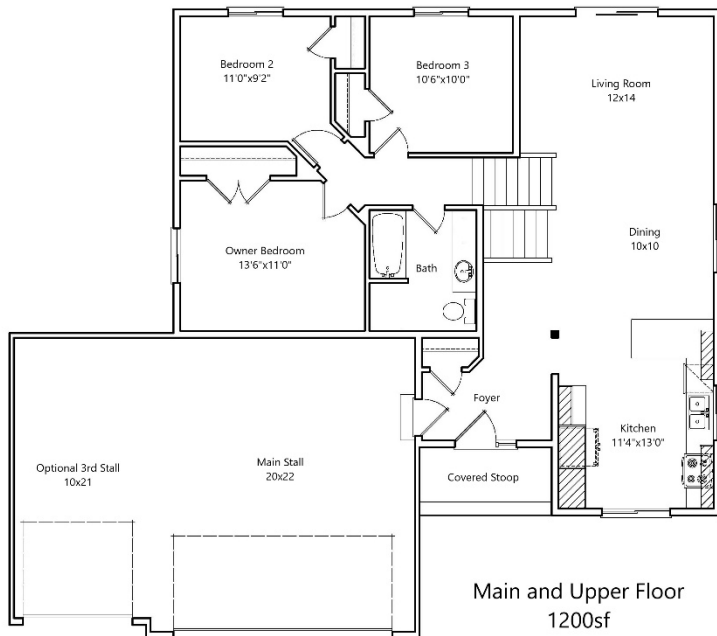 Bedroom 2
11'0"x9'2"
Bedroom 3
10'6"x10'0"
Living Room
12x14
Owner Bedroom
13'6"x11'0"
Bath
Dining
10x10
Foyer
Kitchen
11'4"x13'0"
Optional 3rd Stall
10x21
Main Stall
20x22
Covered Stoop
Main and Upper Floor
1200sf